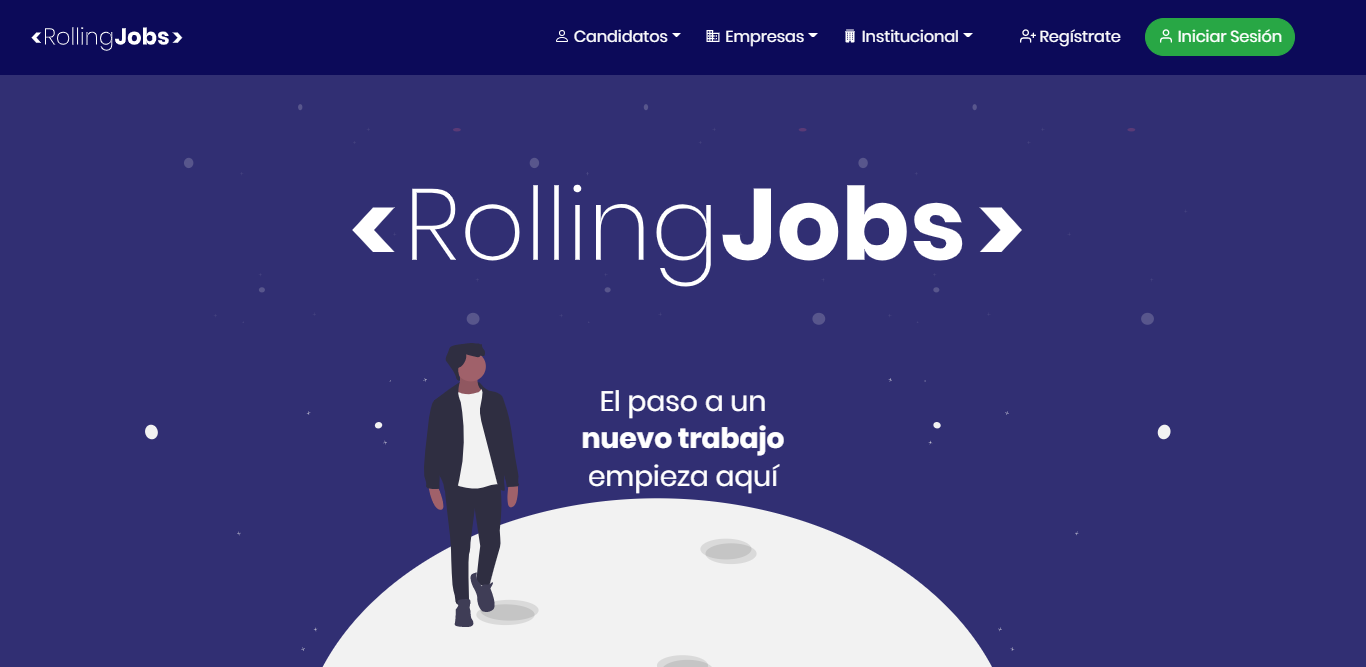 <RollingJobs>
Candidatos Empresas Institucional Regístrate Iniciar Sesión
<RollingJobs>
El paso a un
nuevo trabajo
empieza aquí